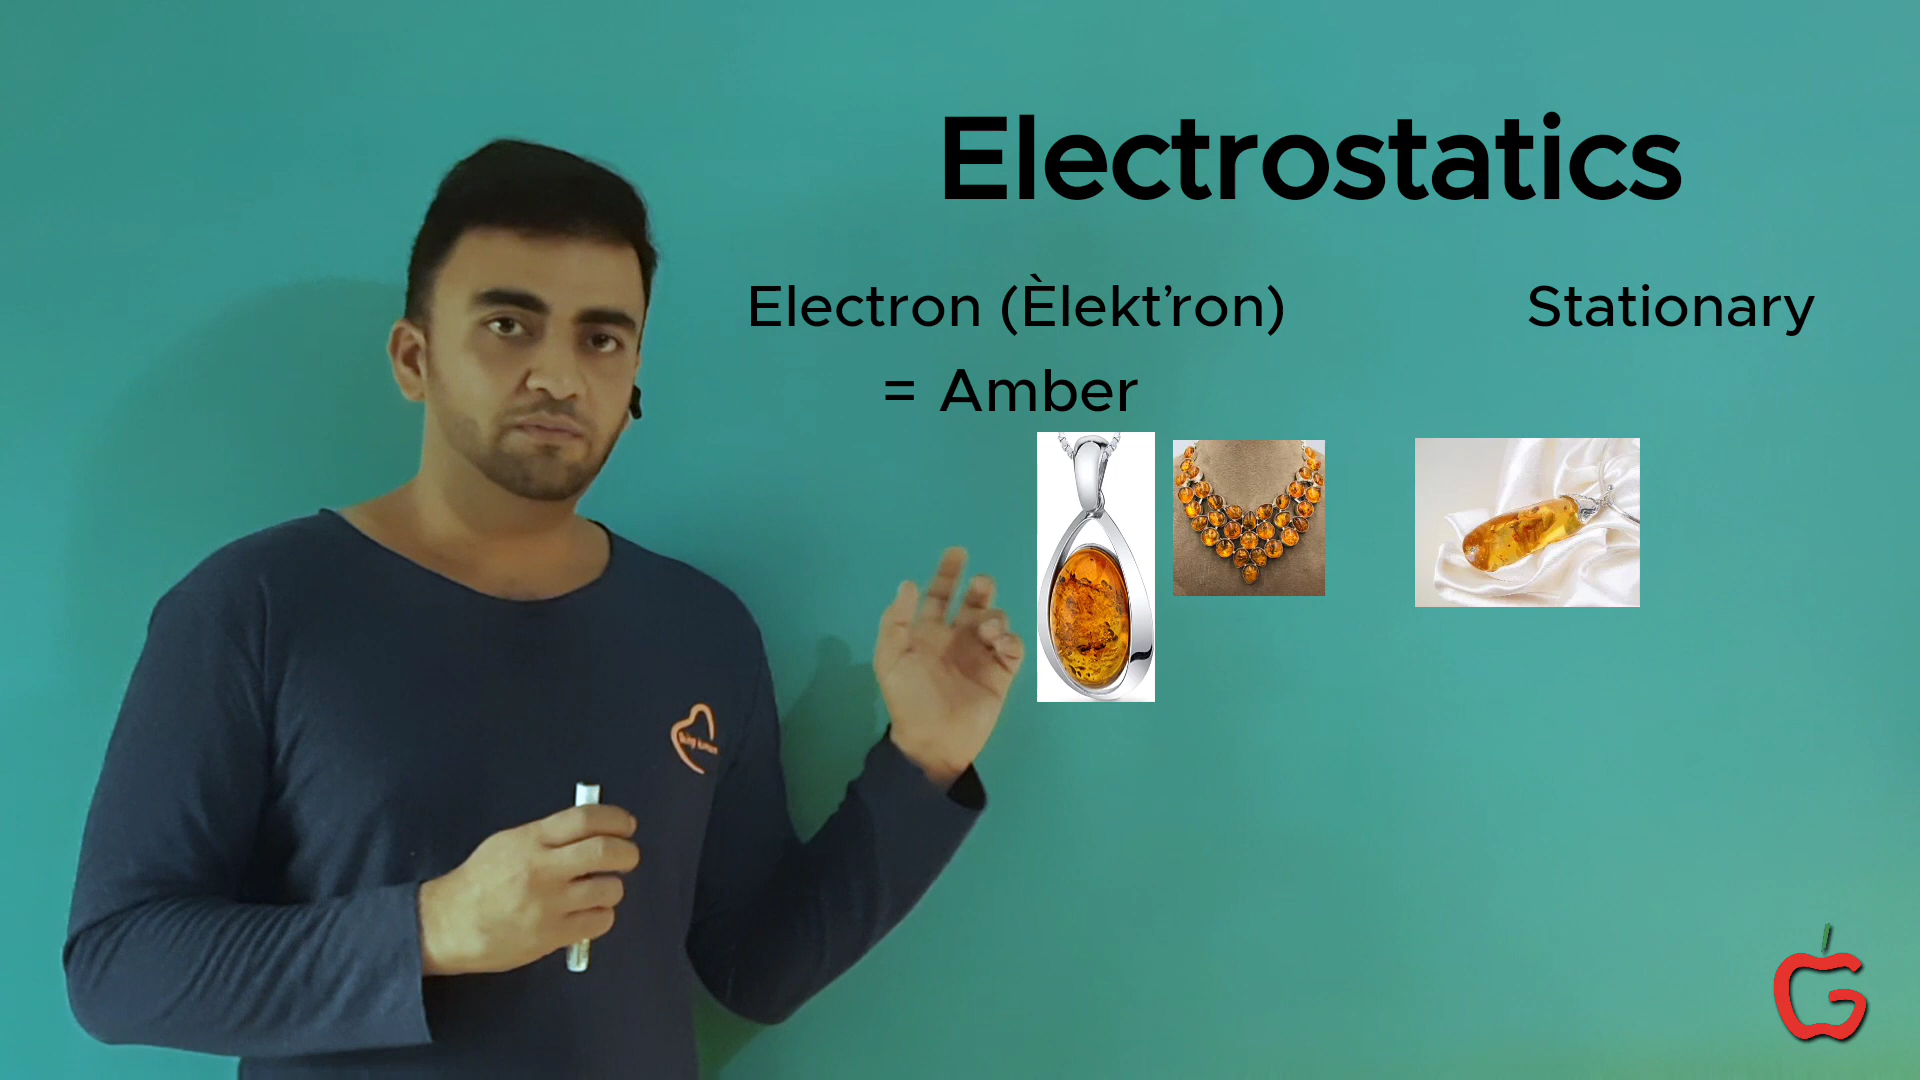 Electrostatics
Electron (Èlekt’ron) Stationary
= Amber